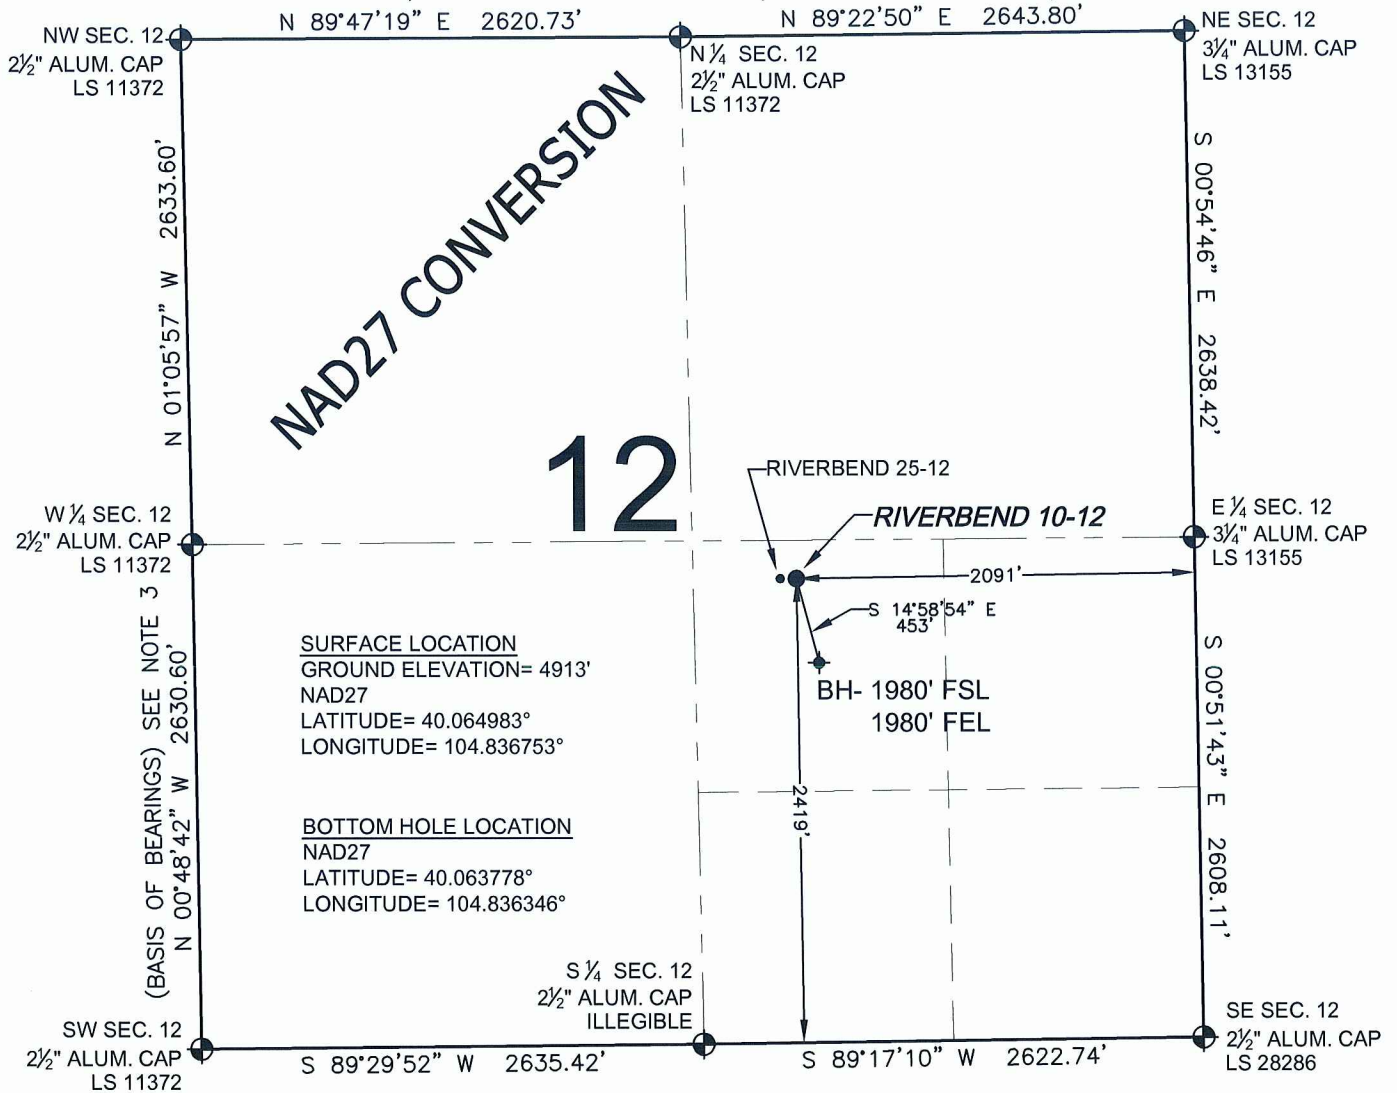 N 89°47'19" E 2620.73'
N 89°22'50" E 2643.80'
NW SEC. 12
2½" ALUM. CAP
LS 11372
N ¼ SEC. 12
2½" ALUM. CAP
LS 11372
NE SEC. 12
3¼" ALUM. CAP
LS 13155
N 01°05'57" W 2633.60'
NAD27 CONVERSION
S 00°54'46" E 2638.42'
12
RIVERBEND 25-12
RIVERBEND 10-12
W ¼ SEC. 12
2½" ALUM. CAP
LS 11372
E ¼ SEC. 12
3¼" ALUM. CAP
LS 13155
2091'
S 14°58'54" E
453'
BH- 1980' FSL
1980' FEL
2419'
(BASIS OF BEARINGS) SEE NOTE 3
N 00°48'42" W 2630.60'
SURFACE LOCATION
GROUND ELEVATION= 4913'
NAD27
LATITUDE= 40.064983°
LONGITUDE= 104.836753°
BOTTOM HOLE LOCATION
NAD27
LATITUDE= 40.063778°
LONGITUDE= 104.836346°
S 00°51'43" E 2608.11'
SW SEC. 12
2½" ALUM. CAP
LS 11372
S ¼ SEC. 12
2½" ALUM. CAP
ILLEGIBLE
SE SEC. 12
2½" ALUM. CAP
LS 28286
S 89°29'52" W 2635.42'
S 89°17'10" W 2622.74'